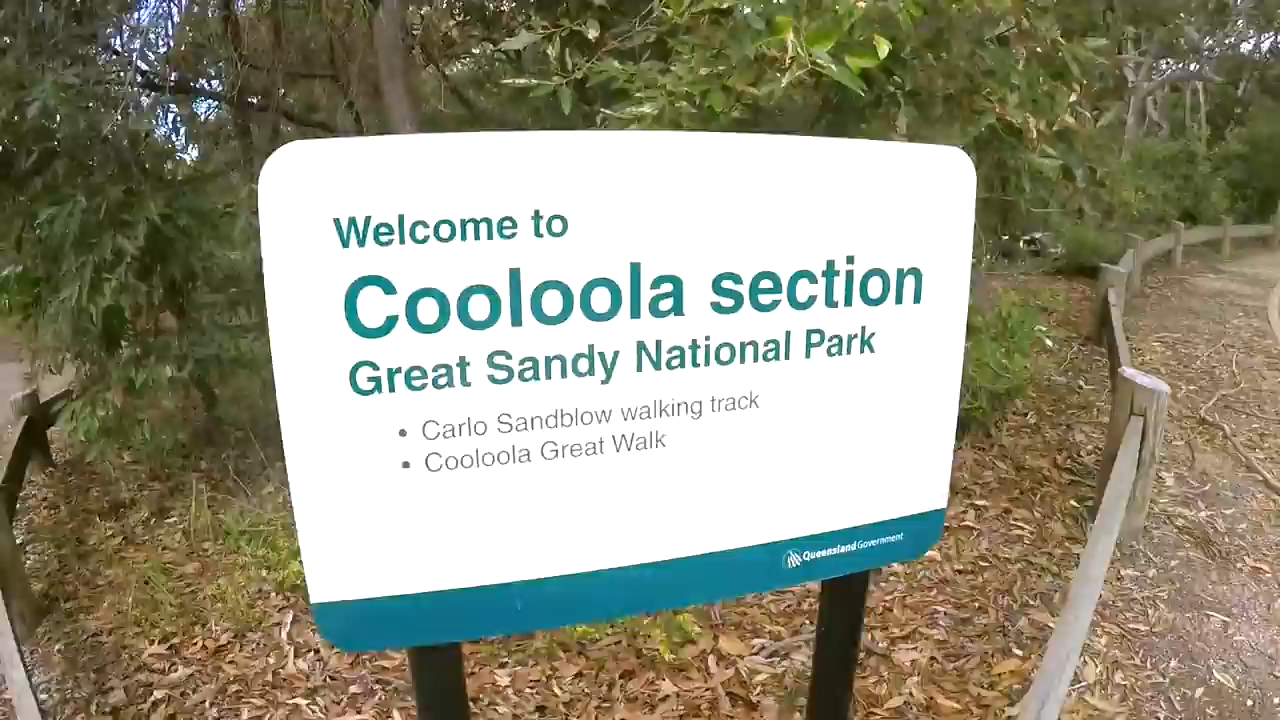 Welcome to
Cooloola section
Great Sandy National Park
• Carlo Sandblow walking track
• Cooloola Great Walk
Queensland Government